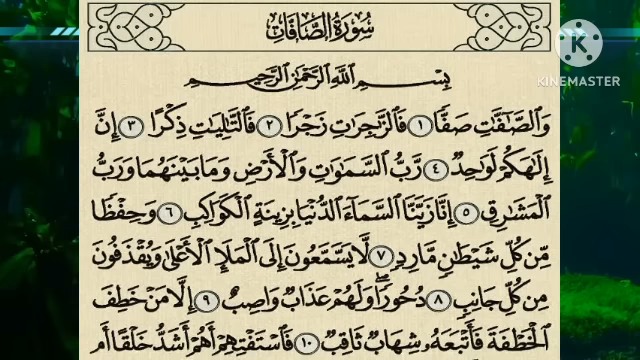 سُورَةُ الصَّافَّاتِ
KINEMASTER
بِسْمِ اللَّهِ الرَّحْمَٰنِ الرَّحِيمِ
وَالصَّٰٓفَّٰتِ صَفًّا ١ فَالزَّٰجِرَٰتِ زَجْرًا ٢ فَالتَّٰلِيَٰتِ ذِكْرًا ٣ إِنَّ
إِلَٰهَكُمْ لَوَٰحِدٌ ٤ رَّبُّ السَّمَٰوَٰتِ وَالْأَرْضِ وَمَا بَيْنَهُمَا وَرَبُّ
الْمَشَٰرِقِ ٥ إِنَّا زَيَّنَّا السَّمَآءَ الدُّنْيَا بِزِينَةٍ الْكَوَاكِبِ ٦ وَحِفْظًا
مِّن كُلِّ شَيْطَٰنٍ مَّارِدٍ ٧ لَّا يَسَّمَّعُونَ إِلَى الْمَلَإِ الْأَعْلَىٰ وَيُقْذَفُونَ
مِن كُلِّ جَانِبٍ ٨ دُحُورًا ۖ وَلَهُمْ عَذَابٌ وَاصِبٌ ٩ إِلَّا مَنْ خَطِفَ
الْخَطْفَةَ فَأَتْبَعَهُۥ شِهَابٌ ثَاقِبٌ ١٠ فَاسْتَفْتِهِمْ أَهُمْ أَشَدُّ خَلْقًا أَم